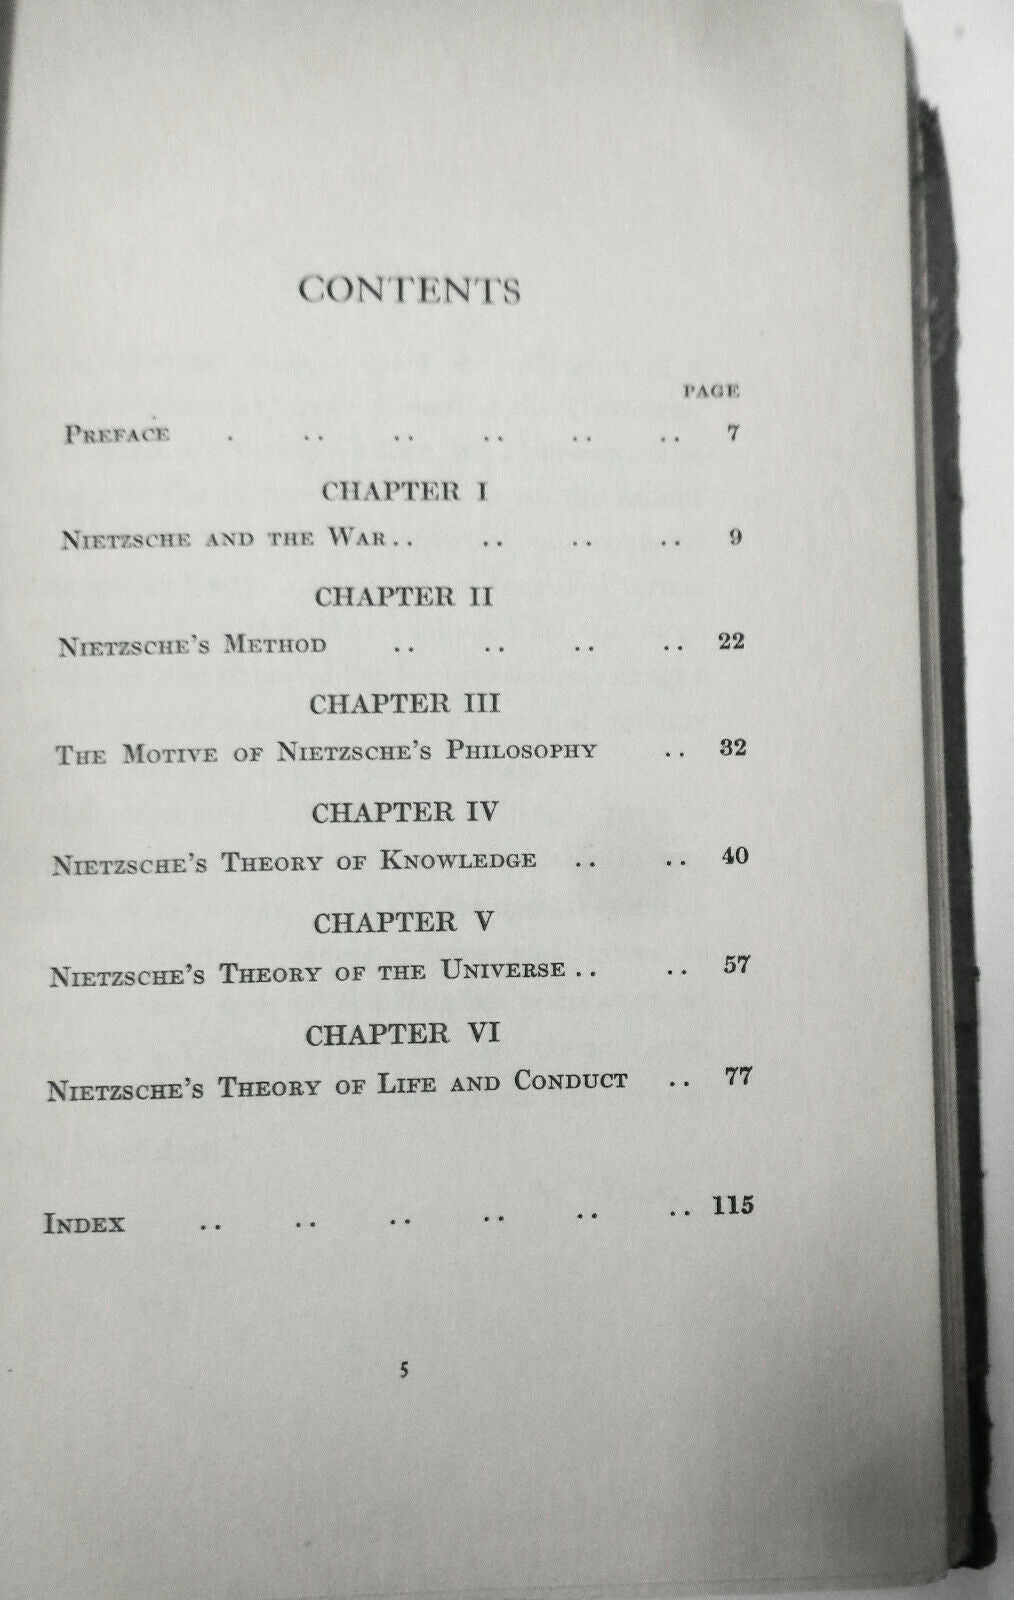 CONTENTS
PAGE
PREFACE . .. .. .. .. .. 7
CHAPTER I
NIETZSCHE AND THE WAR.. .. .. .. 9
CHAPTER II
NIETZSCHE'S METHOD .. .. .. .. 22
CHAPTER III
THE MOTIVE OF NIETZSCHE'S PHILOSOPHY .. 32
CHAPTER IV
NIETZSCHE'S THEORY OF KNOWLEDGE .. .. 40
CHAPTER V
NIETZSCHE'S THEORY OF THE UNIVERSE.. .. 57
CHAPTER VI
NIETZSCHE'S THEORY OF LIFE AND CONDUCT .. 77
INDEX .. .. .. .. .. .. 115
5